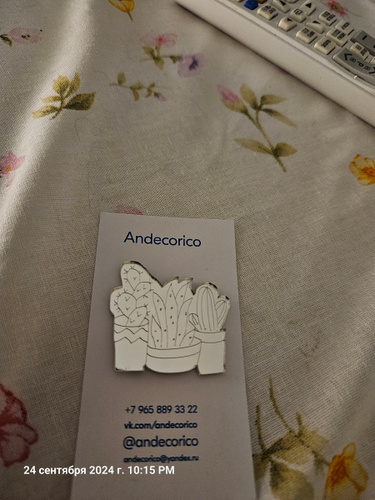 Andecorico
+7 965 889 33 22
vk.com/andecorico
@andecorico
andecorico@yandex.ru
24 сентября 2024 г. 10:15 PM